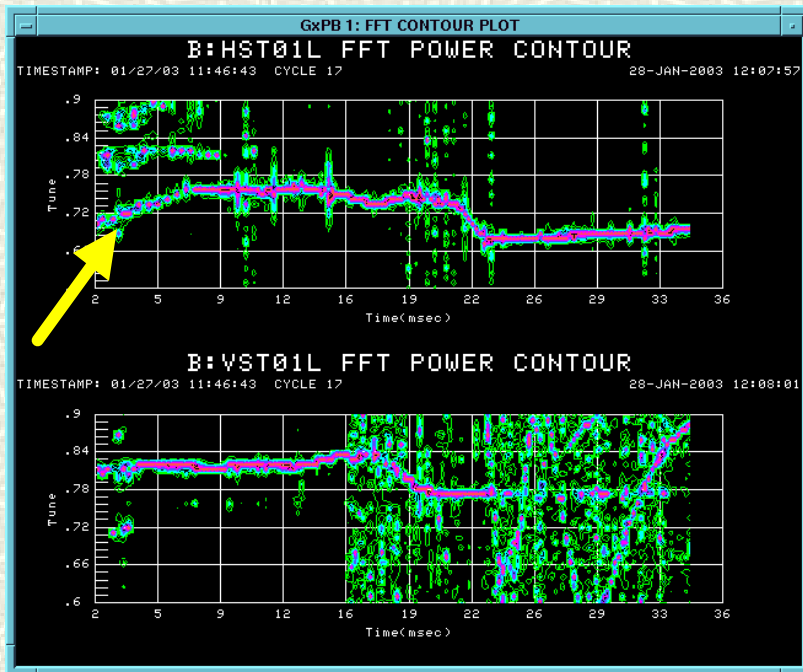 GxPB 1: FFT CONTOUR PLOT
B:HST01L FFT POWER CONTOUR
TIMESTAMP: 01/27/03 11:46:43 CYCLE 17 28-JAN-2003 12:07:57
.9
.84
.78
Tune
.72
2 5 9 12 16 19 22 26 29 33 36
Time(msec)
B:VST01L FFT POWER CONTOUR
TIMESTAMP: 01/27/03 11:46:43 CYCLE 17 28-JAN-2003 12:08:01
.9
.84
.78
Tune
.72
.66
.6
2 5 9 12 16 19 22 26 29 33 36
Time(msec)